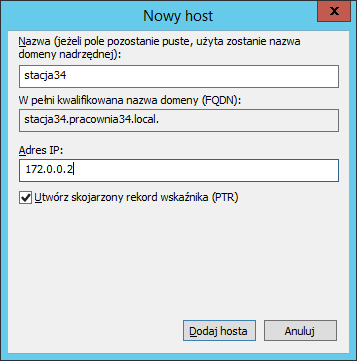 Nowy host
x
Nazwa (jeżeli pole pozostanie puste, użyta zostanie nazwa
domeny nadrzędnej):
stacja34
W pełni kwalifikowana nazwa domeny (FQDN):
stacja34.pracownia34.local.
Adres IP:
172.0.0.2
Utwórz skojarzony rekord wskaźnika (PTR)
Dodaj hosta
Anuluj